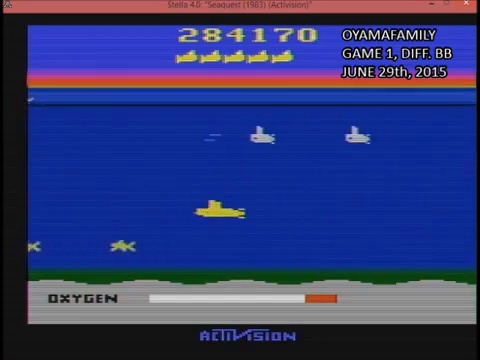 Stella 4.0: "Seaquest (1983) (Activision)"
284170
OYAMAFAMILY
GAME 1, DIFF. BB
JUNE 29th, 2015
OXYGEN
ACTIVISION